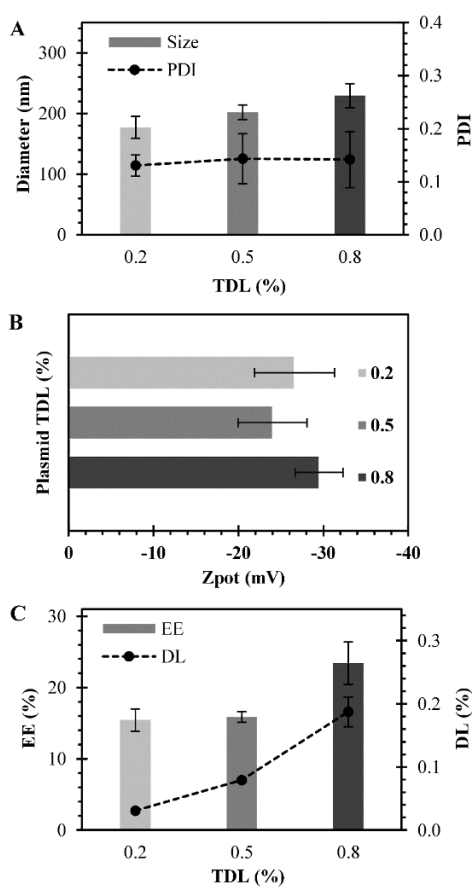 A
Size
PDI
Diameter (nm)
300
200
100
0
PDI
0.4
0.3
0.2
0.1
0.0
0.2 0.5 0.8
TDL (%)
B
Plasmid TDL (%)
0.2
0.5
0.8
0 -10 -20 -30 -40
Zpot (mV)
C
EE
DL
EE (%)
30
20
10
0
DL (%)
0.3
0.2
0.1
0.0
0.2 0.5 0.8
TDL (%)